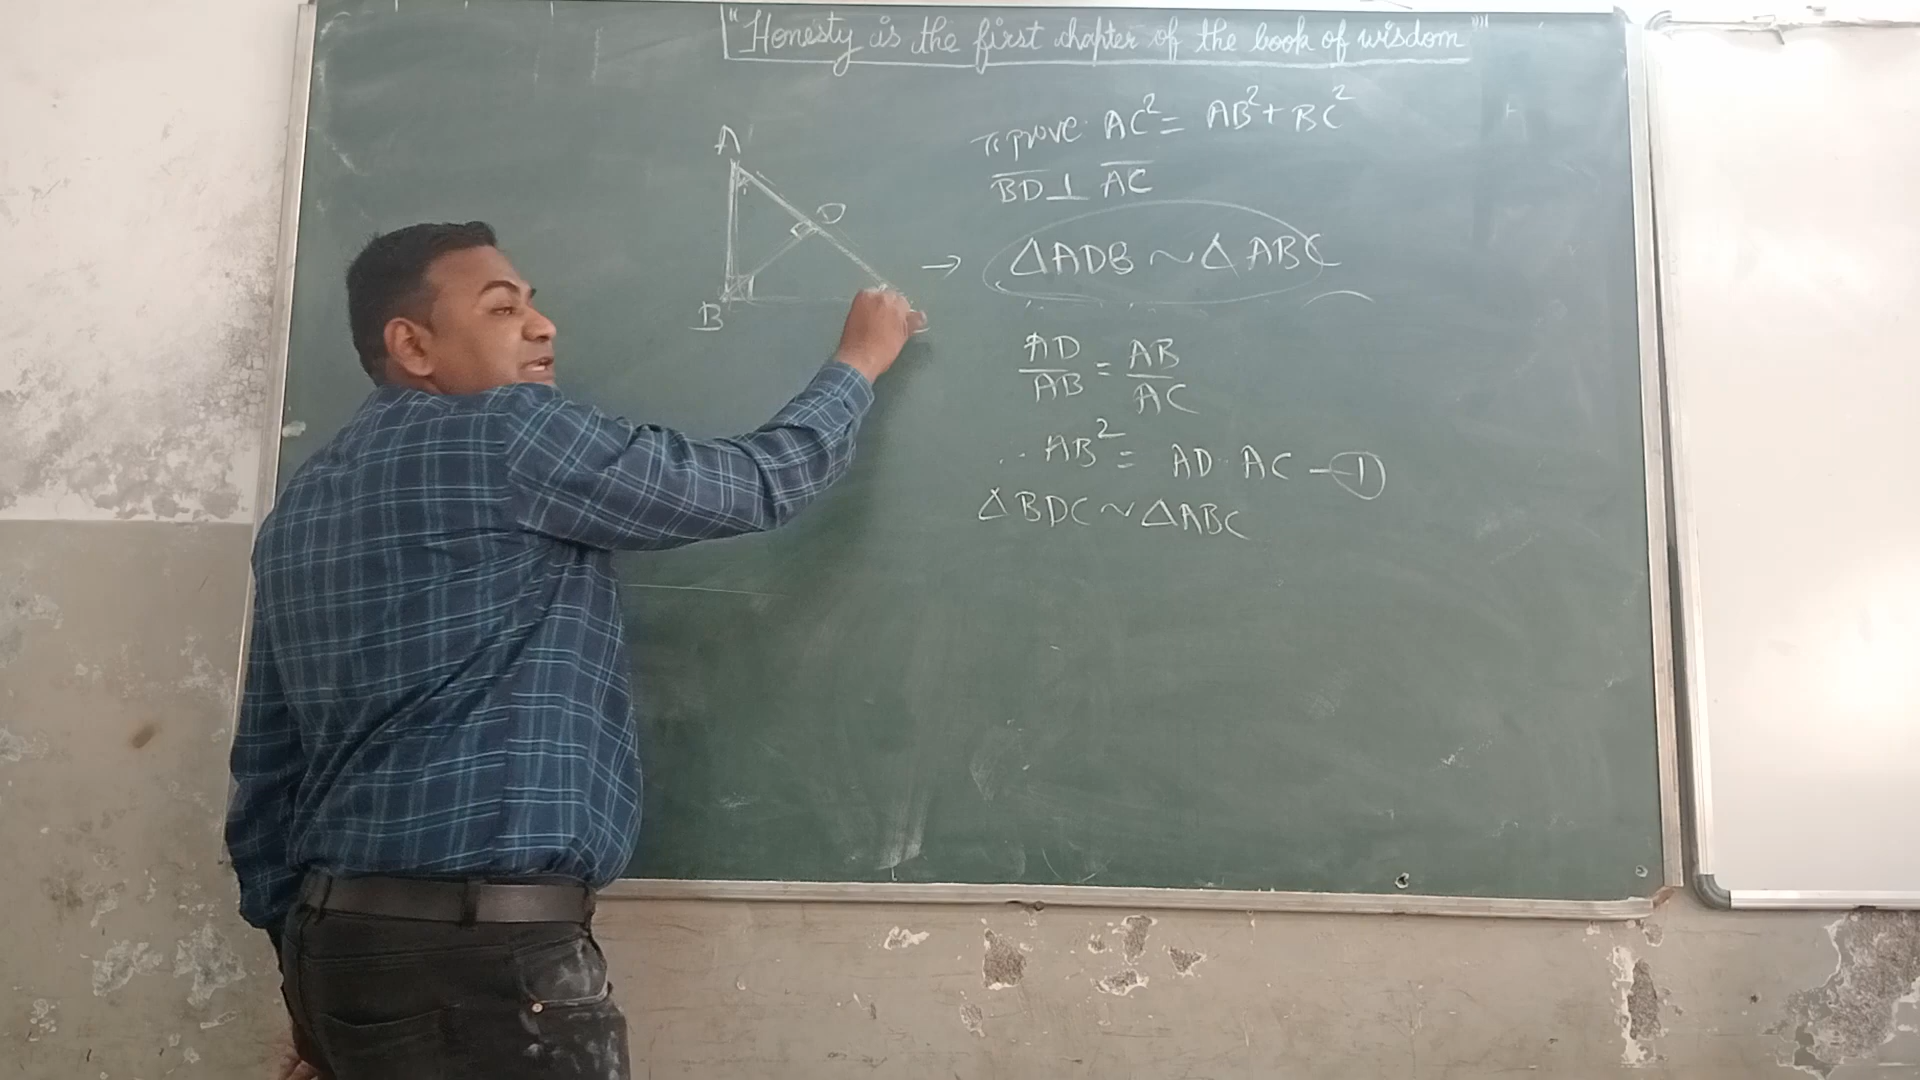 "Honesty is the first chapter of the book of wisdom"
A
D
B
prove AC² = AB² + BC²
BD ⊥ AC
→ △ADB ~ △ABC
AD/AB = AB/AC
∴ AB² = AD · AC — ①
△BDC ~ △ABC